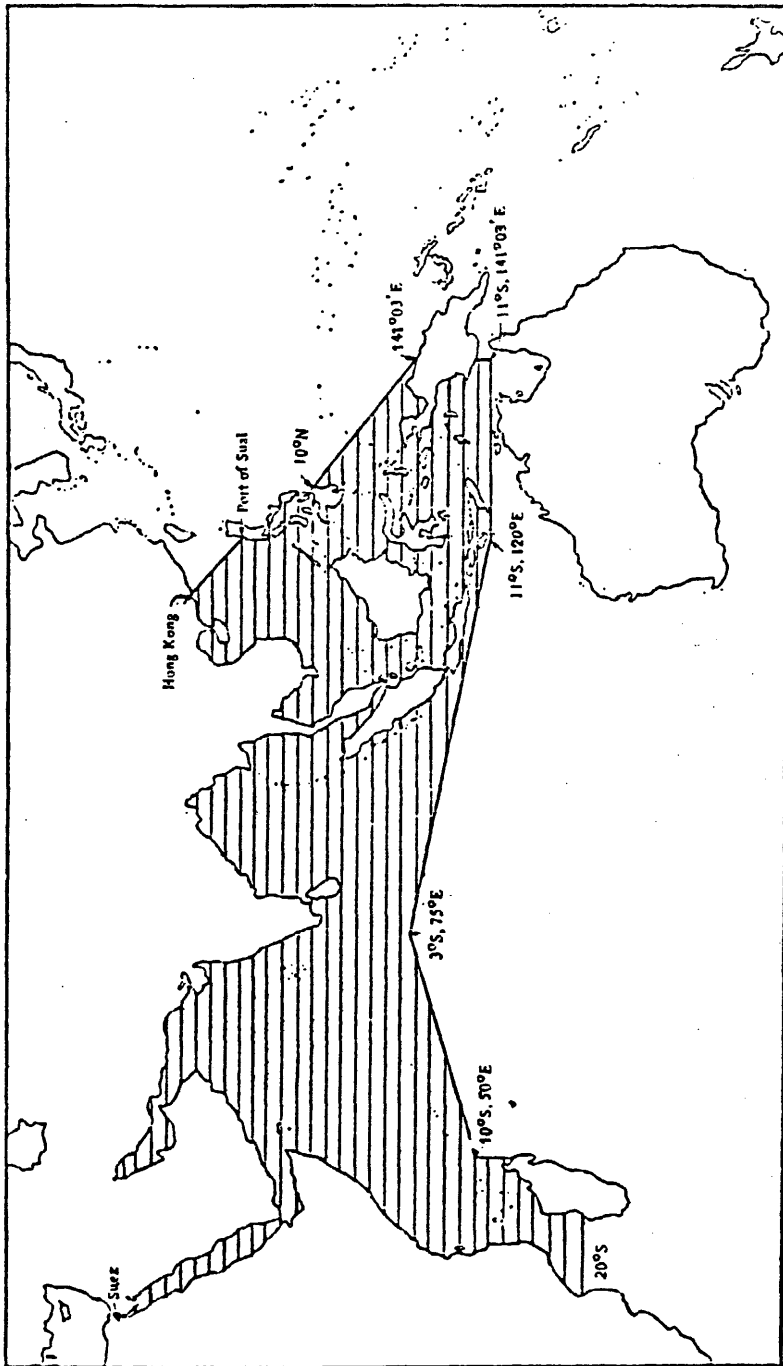 Suez
20°S
10°S, 50°E
3°S, 75°E
Hong Kong
Port of Sual
10°N
11°S, 120°E
141°03'E
11°S, 141°03'E